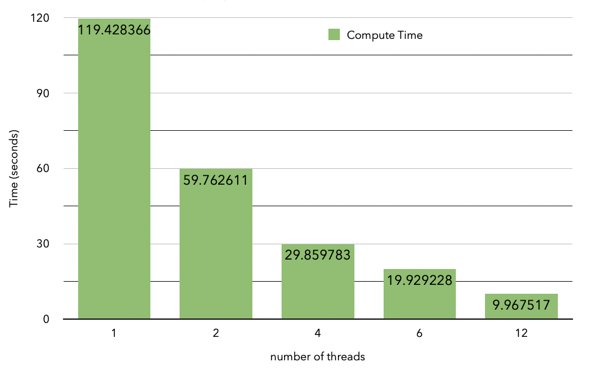 120
90
60
30
0
Time (seconds)
Compute Time
119.428366
59.762611
29.859783
19.929228
9.967517
1 2 4 6 12
number of threads